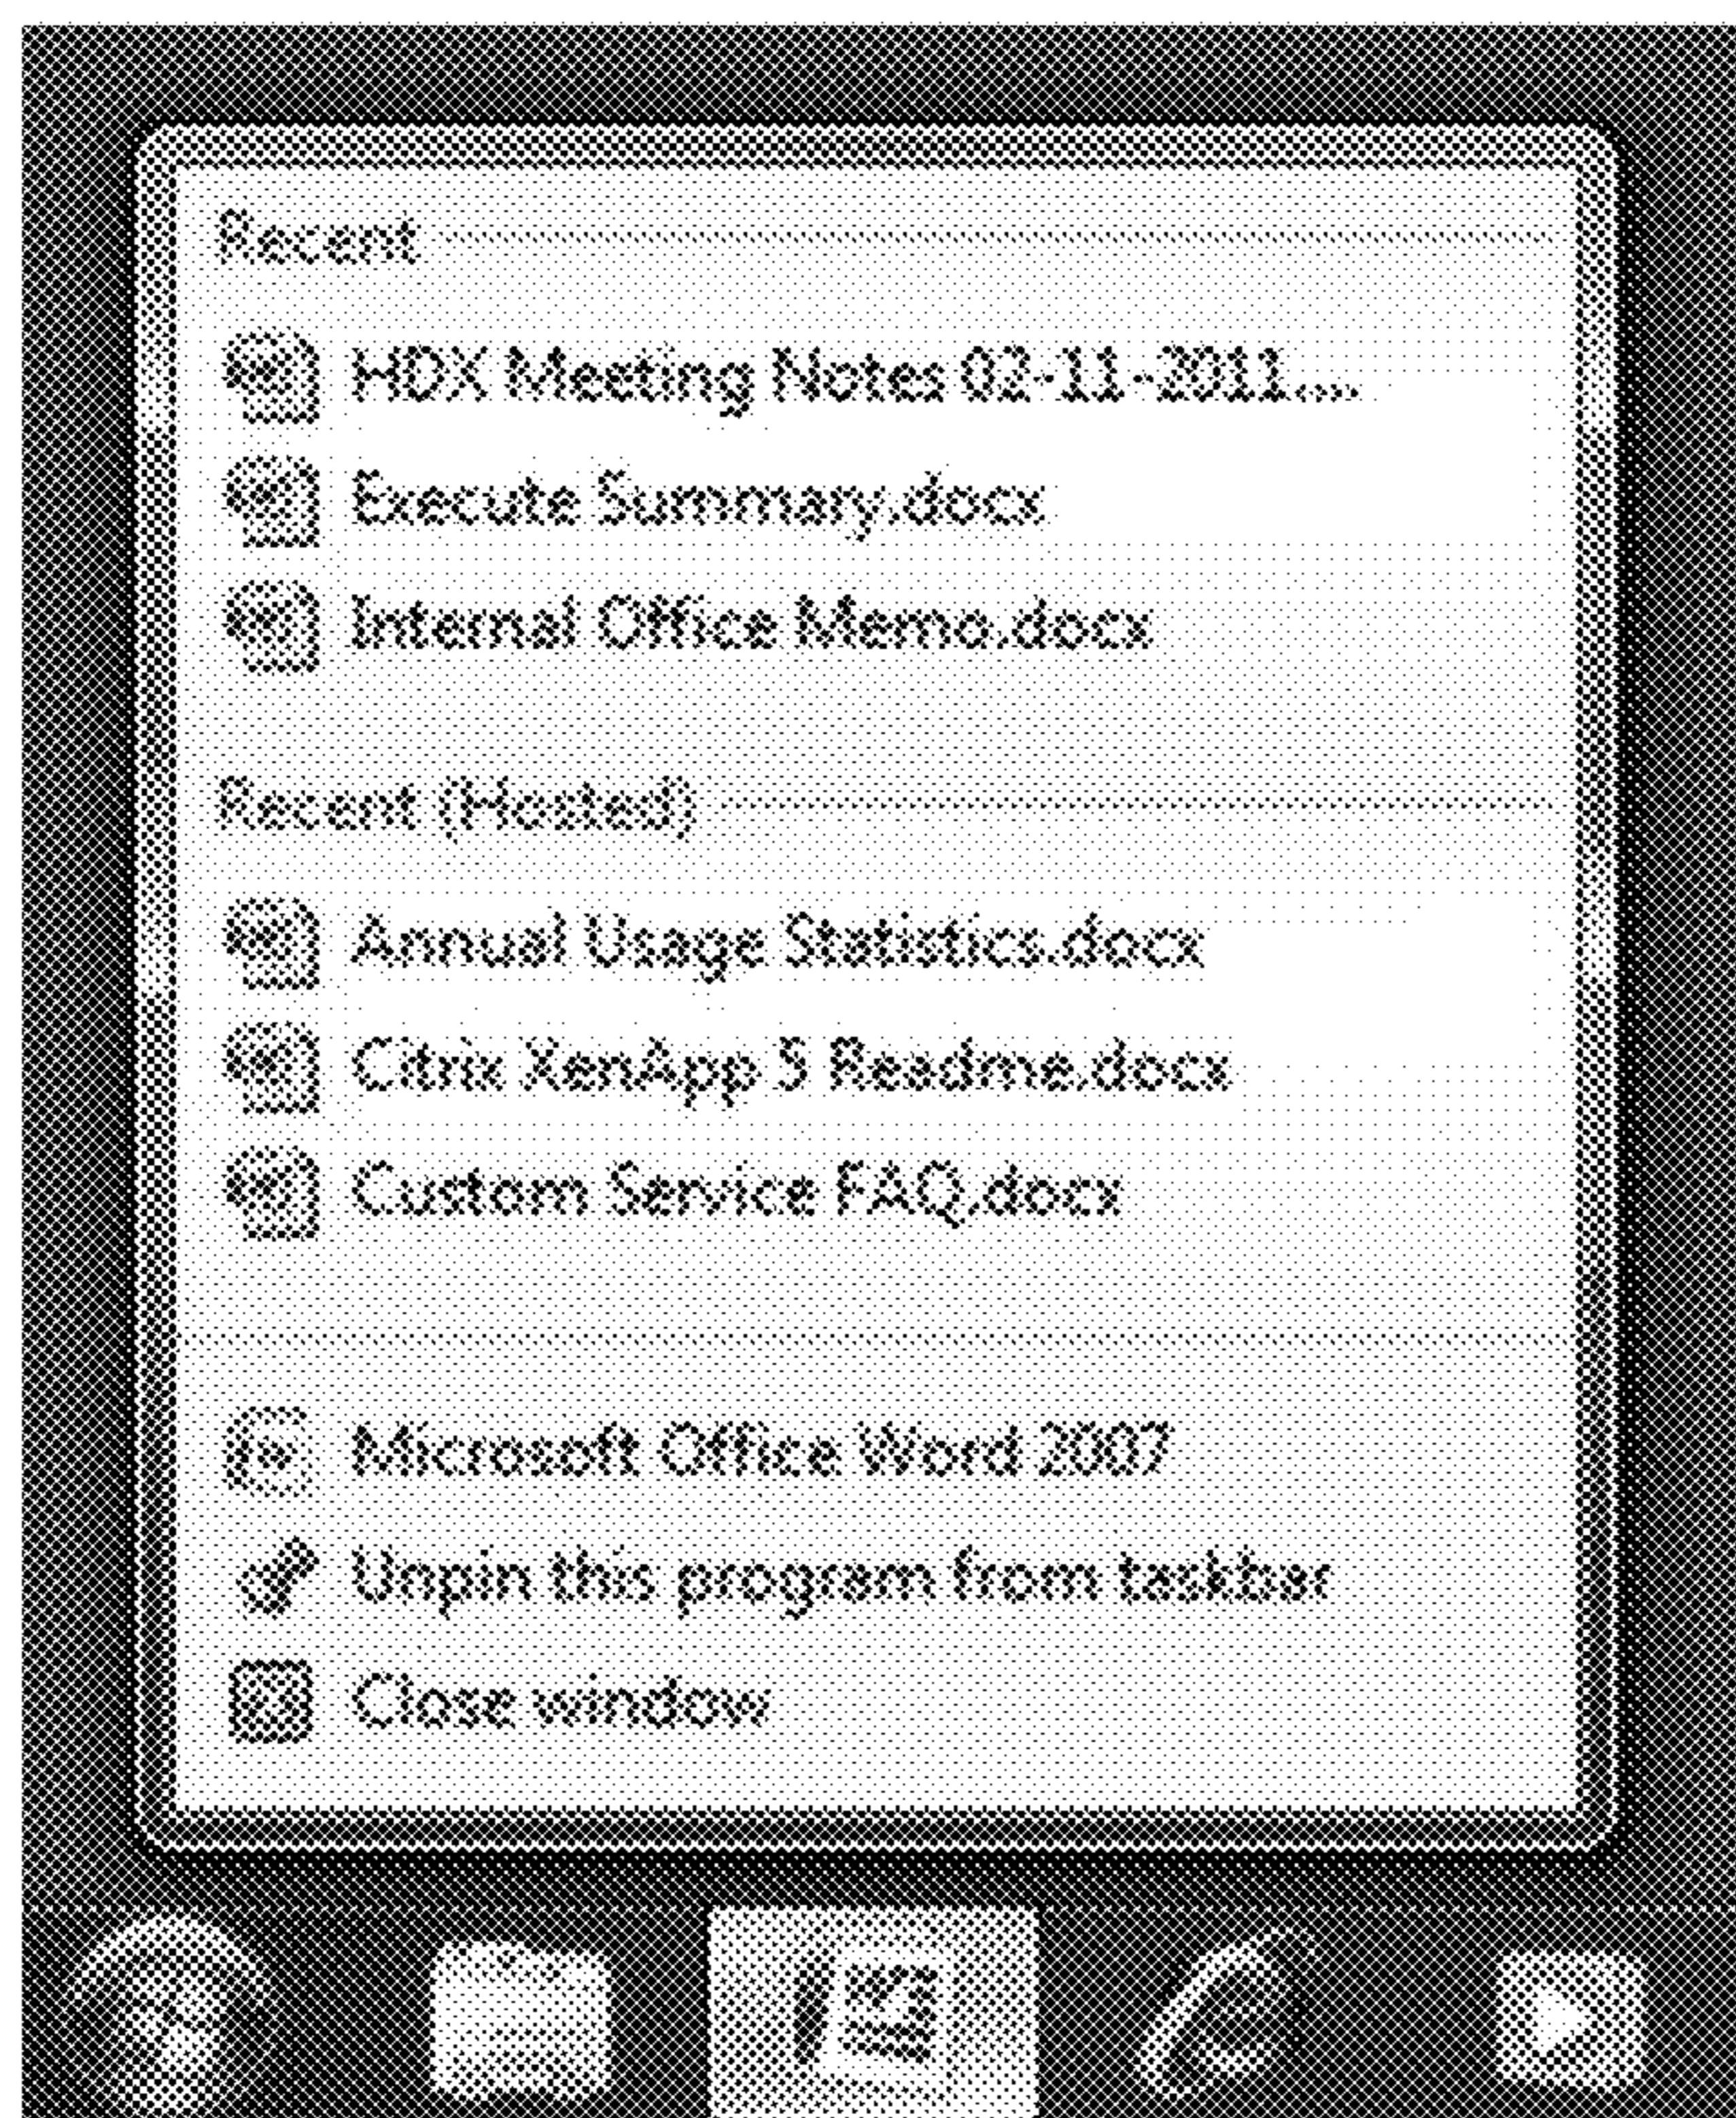 Recent
HDX Meeting Notes 02-11-2011...
Execute Summary.docx
Internal Office Memo.docx
Recent (Hosted)
Annual Usage Statistics.docx
Citrix XenApp 5 Readme.docx
Custom Service FAQ.docx
Microsoft Office Word 2007
Unpin this program from taskbar
Close window